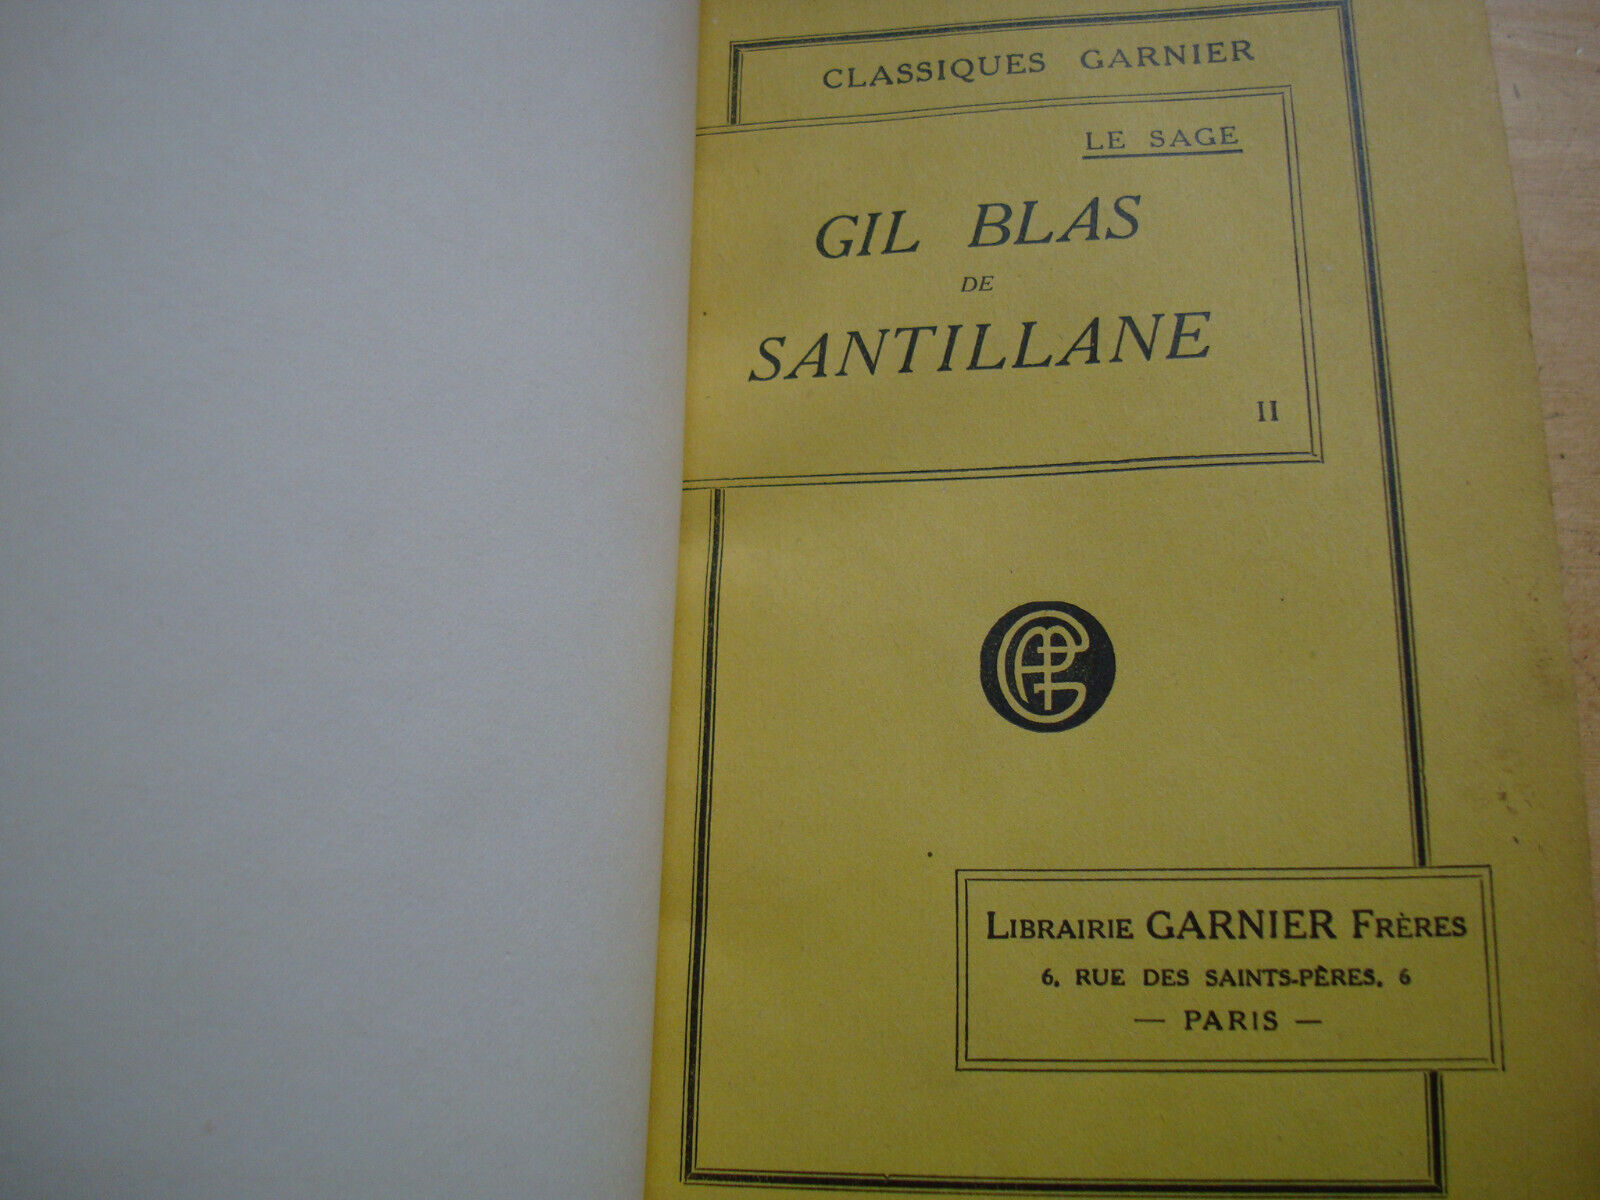 CLASSIQUES GARNIER
LE SAGE
GIL BLAS
DE
SANTILLANE
II
LIBRAIRIE GARNIER FRÈRES
6, RUE DES SAINTS-PÈRES, 6
— PARIS —